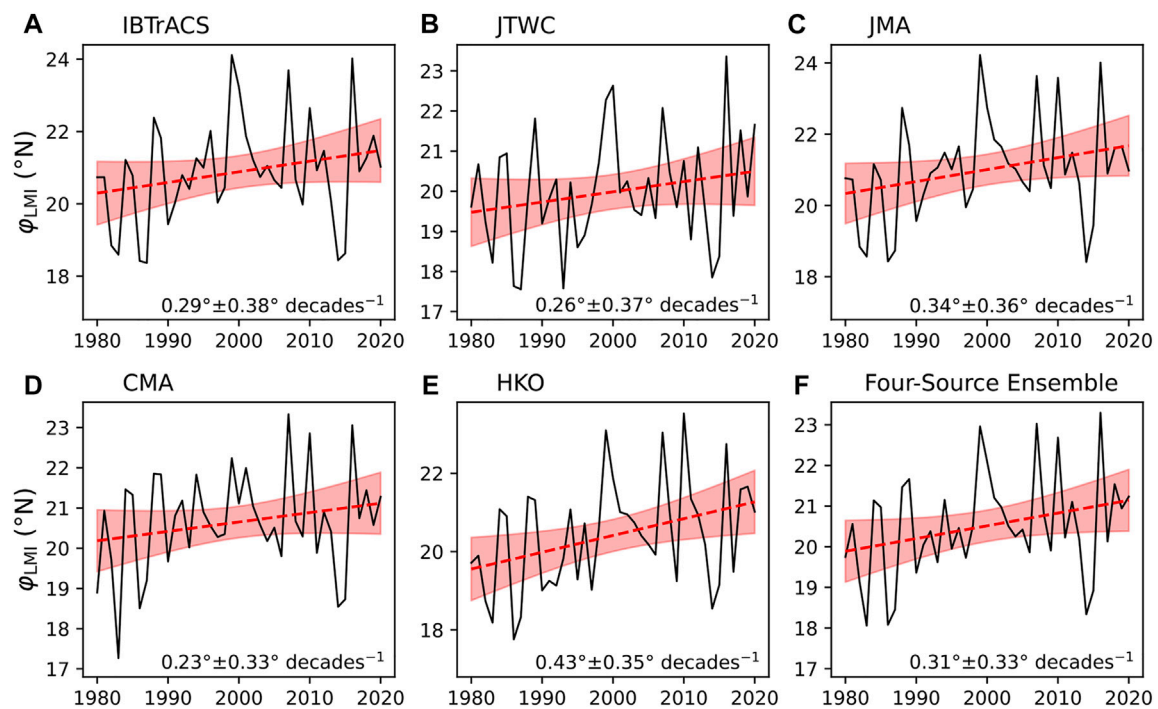 A IBTrACS
B JTWC
C JMA
φLMI (°N)
24
22
20
18
0.29°±0.38° decades⁻¹
1980 1990 2000 2010 2020
23
22
21
20
19
18
17
0.26°±0.37° decades⁻¹
1980 1990 2000 2010 2020
24
22
20
18
0.34°±0.36° decades⁻¹
1980 1990 2000 2010 2020
D CMA
E HKO
F Four-Source Ensemble
φLMI (°N)
23
22
21
20
19
18
17
0.23°±0.33° decades⁻¹
1980 1990 2000 2010 2020
22
20
18
0.43°±0.35° decades⁻¹
1980 1990 2000 2010 2020
23
22
21
20
19
18
17
0.31°±0.33° decades⁻¹
1980 1990 2000 2010 2020